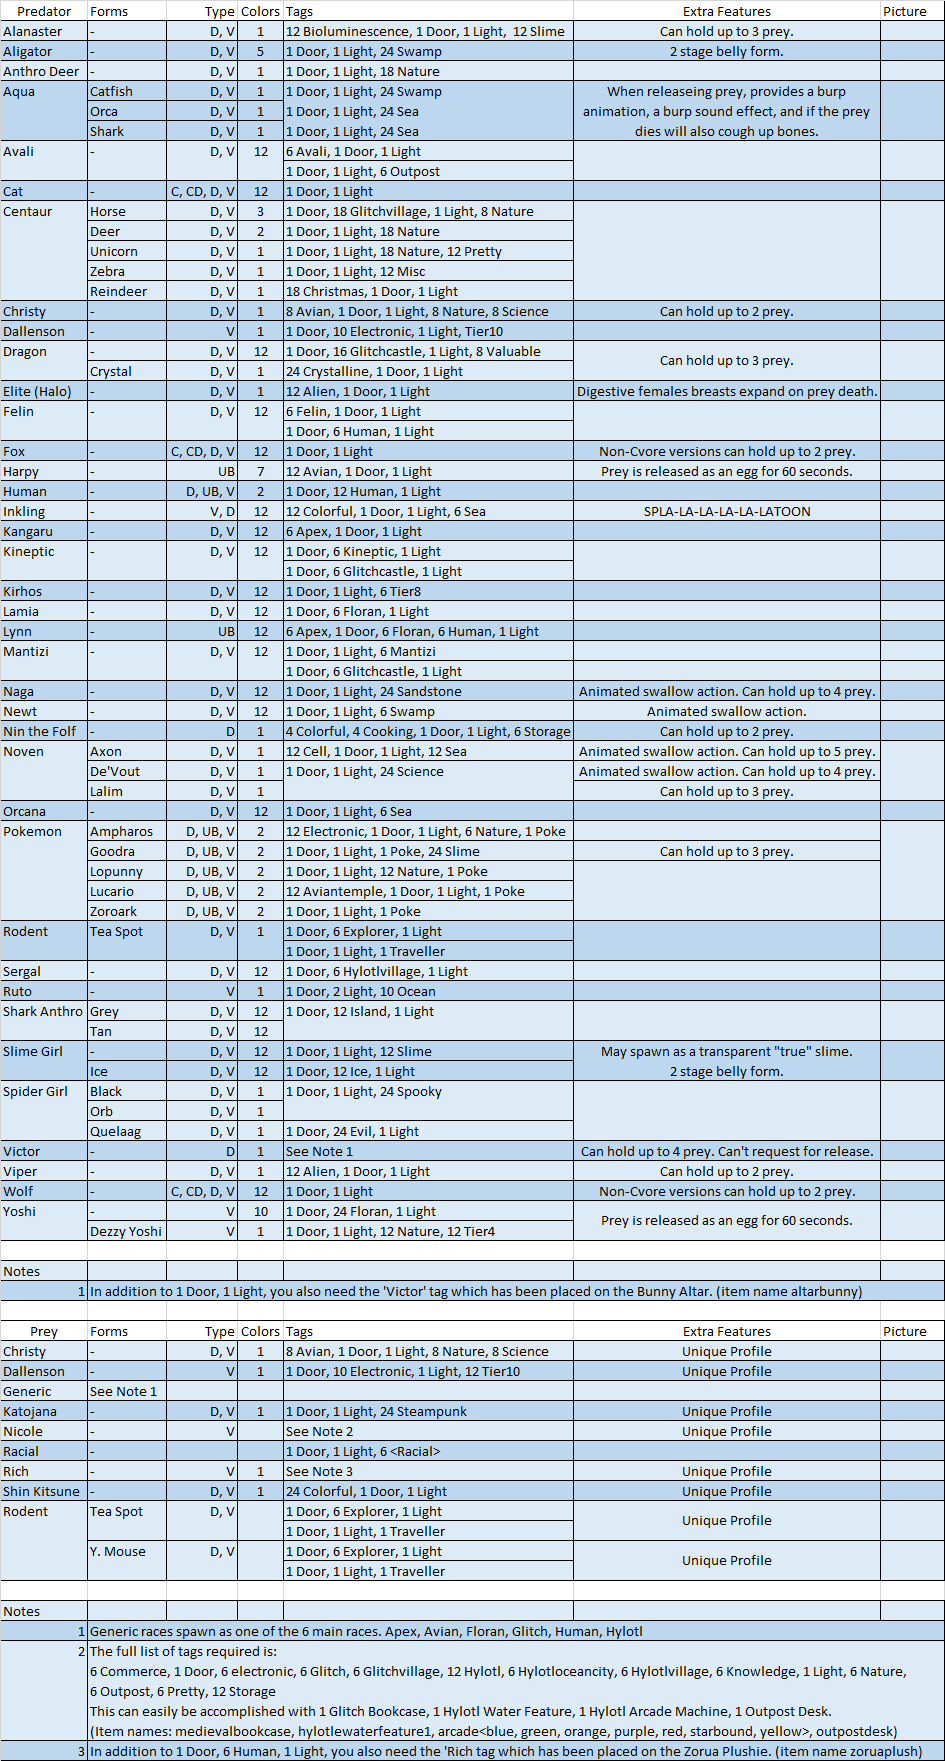 Predator Forms Type Colors Tags Extra Features Picture
Alanaster - D, V 1 12 Bioluminescence, 1 Door, 1 Light, 12 Slime Can hold up to 3 prey.
Aligator - D, V 5 1 Door, 1 Light, 24 Swamp 2 stage belly form.
Anthro Deer - D, V 1 1 Door, 1 Light, 18 Nature
Aqua Catfish D, V 1 1 Door, 1 Light, 24 Swamp When releaseing prey, provides a burp
Orca D, V 1 1 Door, 1 Light, 24 Sea animation, a burp sound effect, and if the prey
Shark D, V 1 1 Door, 1 Light, 24 Sea dies will also cough up bones.
Avali - D, V 12 6 Avali, 1 Door, 1 Light
1 Door, 1 Light, 6 Outpost
Cat - C, CD, D, V 12 1 Door, 1 Light
Centaur Horse D, V 3 1 Door, 18 Glitchvillage, 1 Light, 8 Nature
Deer D, V 2 1 Door, 1 Light, 18 Nature
Unicorn D, V 1 1 Door, 1 Light, 18 Nature, 12 Pretty
Zebra D, V 1 1 Door, 1 Light, 12 Misc
Reindeer D, V 1 18 Christmas, 1 Door, 1 Light
Christy - D, V 1 8 Avian, 1 Door, 1 Light, 8 Nature, 8 Science Can hold up to 2 prey.
Dallenson - V 1 1 Door, 10 Electronic, 1 Light, Tier10
Dragon - D, V 12 1 Door, 16 Glitchcastle, 1 Light, 8 Valuable Can hold up to 3 prey.
Crystal D, V 1 24 Crystalline, 1 Door, 1 Light
Elite (Halo) - D, V 1 12 Alien, 1 Door, 1 Light Digestive females breasts expand on prey death.
Felin - D, V 12 6 Felin, 1 Door, 1 Light
1 Door, 6 Human, 1 Light
Fox - C, CD, D, V 12 1 Door, 1 Light Non-Cvore versions can hold up to 2 prey.
Harpy - UB 7 12 Avian, 1 Door, 1 Light Prey is released as an egg for 60 seconds.
Human - D, UB, V 2 1 Door, 12 Human, 1 Light
Inkling - V, D 12 12 Colorful, 1 Door, 1 Light, 6 Sea SPLA-LA-LA-LA-LA-LATOON
Kangaru - D, V 12 6 Apex, 1 Door, 1 Light
Kineptic - D, V 12 1 Door, 6 Kineptic, 1 Light
1 Door, 6 Glitchcastle, 1 Light
Kirhos - D, V 12 1 Door, 1 Light, 6 Tier8
Lamia - D, V 12 1 Door, 6 Floran, 1 Light
Lynn - UB 12 6 Apex, 1 Door, 6 Floran, 6 Human, 1 Light
Mantizi - D, V 12 1 Door, 1 Light, 6 Mantizi
1 Door, 6 Glitchcastle, 1 Light
Naga - D, V 12 1 Door, 1 Light, 24 Sandstone Animated swallow action. Can hold up to 4 prey.
Newt - D, V 12 1 Door, 1 Light, 6 Swamp Animated swallow action.
Nin the Folf - D 1 4 Colorful, 4 Cooking, 1 Door, 1 Light, 6 Storage Can hold up to 2 prey.
Noven Axon D, V 1 12 Cell, 1 Door, 1 Light, 12 Sea Animated swallow action. Can hold up to 5 prey.
De'Vout D, V 1 1 Door, 1 Light, 24 Science Animated swallow action. Can hold up to 4 prey.
Lalim D, V 1 Can hold up to 3 prey.
Orcana - D, V 12 1 Door, 1 Light, 6 Sea
Pokemon Ampharos D, UB, V 2 12 Electronic, 1 Door, 1 Light, 6 Nature, 1 Poke
Goodra D, UB, V 2 1 Door, 1 Light, 1 Poke, 24 Slime Can hold up to 3 prey.
Lopunny D, UB, V 2 1 Door, 1 Light, 12 Nature, 1 Poke
Lucario D, UB, V 2 12 Aviantemple, 1 Door, 1 Light, 1 Poke
Zoroark D, UB, V 2 1 Door, 1 Light, 1 Poke
Rodent Tea Spot D, V 1 1 Door, 6 Explorer, 1 Light
1 Door, 1 Light, 1 Traveller
Sergal - D, V 12 1 Door, 6 Hylotlvillage, 1 Light
Ruto - V 1 1 Door, 2 Light, 10 Ocean
Shark Anthro Grey D, V 12 1 Door, 12 Island, 1 Light
Tan D, V 12
Slime Girl - D, V 12 1 Door, 1 Light, 12 Slime May spawn as a transparent "true" slime.
Ice D, V 12 1 Door, 12 Ice, 1 Light 2 stage belly form.
Spider Girl Black D, V 1 1 Door, 1 Light, 24 Spooky
Orb D, V 1
Quelaag D, V 1 1 Door, 24 Evil, 1 Light
Victor - D 1 See Note 1 Can hold up to 4 prey. Can't request for release.
Viper - D, V 1 12 Alien, 1 Door, 1 Light Can hold up to 2 prey.
Wolf - C, CD, D, V 12 1 Door, 1 Light Non-Cvore versions can hold up to 2 prey.
Yoshi - V 10 1 Door, 24 Floran, 1 Light Prey is released as an egg for 60 seconds.
Dezzy Yoshi V 1 1 Door, 1 Light, 12 Nature, 12 Tier4
Notes
1 In addition to 1 Door, 1 Light, you also need the 'Victor' tag which has been placed on the Bunny Altar. (item name altarbunny)
Prey Forms Type Colors Tags Extra Features Picture
Christy - D, V 1 8 Avian, 1 Door, 1 Light, 8 Nature, 8 Science Unique Profile
Dallenson - V 1 1 Door, 10 Electronic, 1 Light, 12 Tier10 Unique Profile
Generic See Note 1
Katojana - D, V 1 1 Door, 1 Light, 24 Steampunk Unique Profile
Nicole - V See Note 2 Unique Profile
Racial - 1 Door, 1 Light, 6 <Racial>
Rich - V 1 See Note 3 Unique Profile
Shin Kitsune - D, V 1 24 Colorful, 1 Door, 1 Light Unique Profile
Rodent Tea Spot D, V 1 Door, 6 Explorer, 1 Light Unique Profile
1 Door, 1 Light, 1 Traveller
Y. Mouse D, V 1 Door, 6 Explorer, 1 Light Unique Profile
1 Door, 1 Light, 1 Traveller
Notes
1 Generic races spawn as one of the 6 main races. Apex, Avian, Floran, Glitch, Human, Hylotl
2 The full list of tags required is:
6 Commerce, 1 Door, 6 electronic, 6 Glitch, 6 Glitchvillage, 12 Hylotl, 6 Hylotloceancity, 6 Hylotlvillage, 6 Knowledge, 1 Light, 6 Nature,
6 Outpost, 6 Pretty, 12 Storage
This can easily be accomplished with 1 Glitch Bookcase, 1 Hylotl Water Feature, 1 Hylotl Arcade Machine, 1 Outpost Desk.
(Item names: medievalbookcase, hylotlewaterfeature1, arcade<blue, green, orange, purple, red, starbound, yellow>, outpostdesk)
3 In addition to 1 Door, 6 Human, 1 Light, you also need the 'Rich tag which has been placed on the Zorua Plushie. (item name zoruaplush)